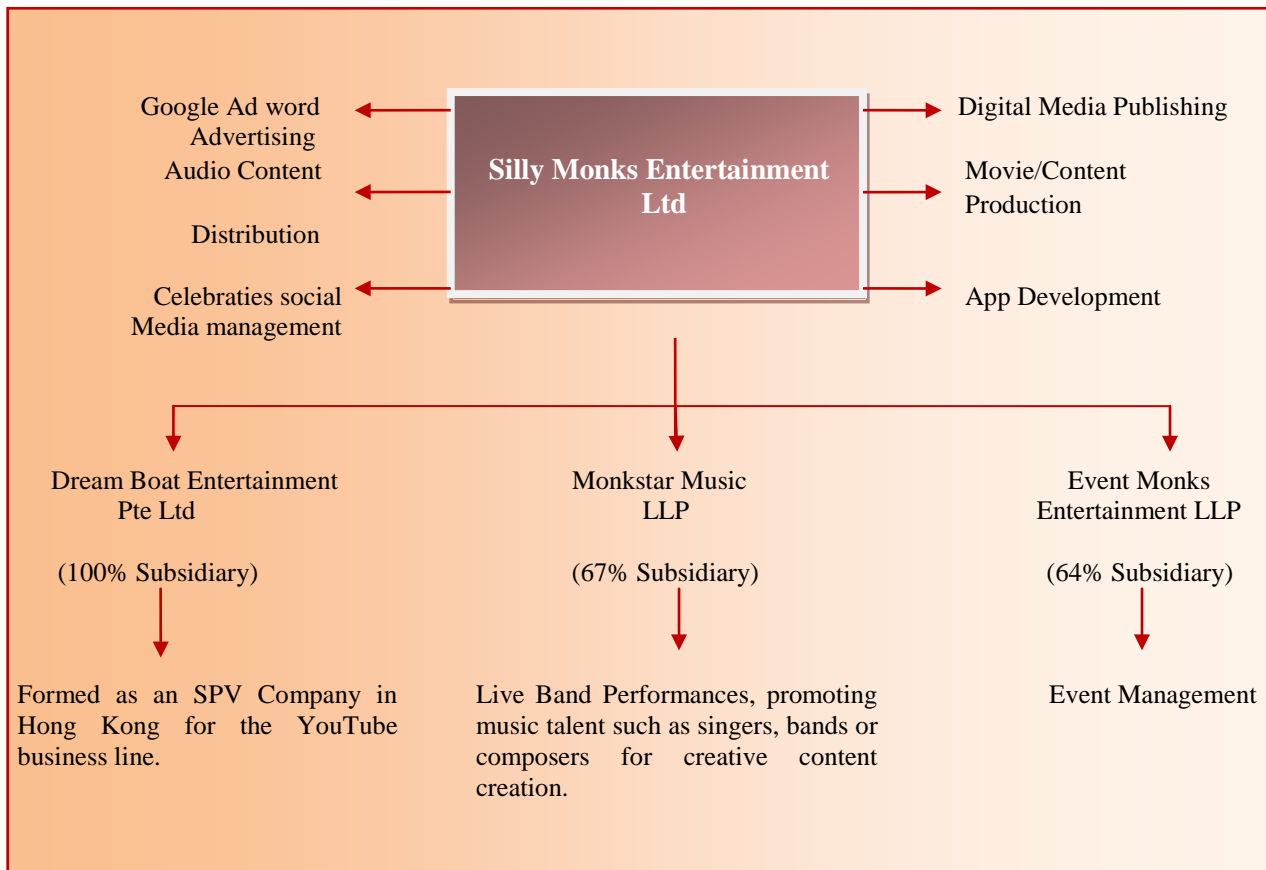 Google Ad word
Advertising
Audio Content
Distribution
Celebraties social
Media management
Silly Monks Entertainment
Ltd
Digital Media Publishing
Movie/Content
Production
App Development
Dream Boat Entertainment
Pte Ltd
(100% Subsidiary)
Monkstar Music
LLP
(67% Subsidiary)
Event Monks
Entertainment LLP
(64% Subsidiary)
Formed as an SPV Company in
Hong Kong for the YouTube
business line.
Live Band Performances, promoting
music talent such as singers, bands or
composers for creative content
creation.
Event Management